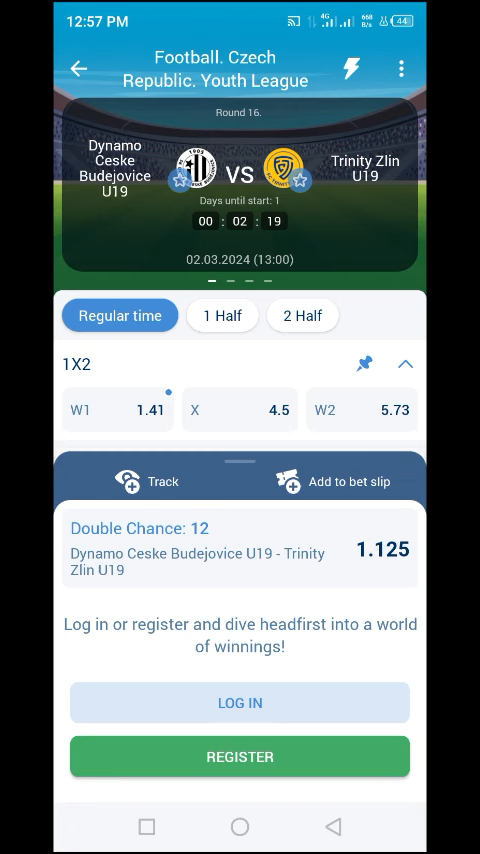 12:57 PM
4G
668 B/s
44
Football. Czech
Republic. Youth League
Round 16.
Dynamo
Ceske
Budejovice
U19
1905
VS
Trinity Zlin
U19
Days until start: 1
00 : 02 : 19
02.03.2024 (13:00)
Regular time
1 Half
2 Half
1X2
W1 1.41
X 4.5
W2 5.73
Track
Add to bet slip
Double Chance: 12
Dynamo Ceske Budejovice U19 - Trinity
Zlin U19
1.125
Log in or register and dive headfirst into a world
of winnings!
LOG IN
REGISTER